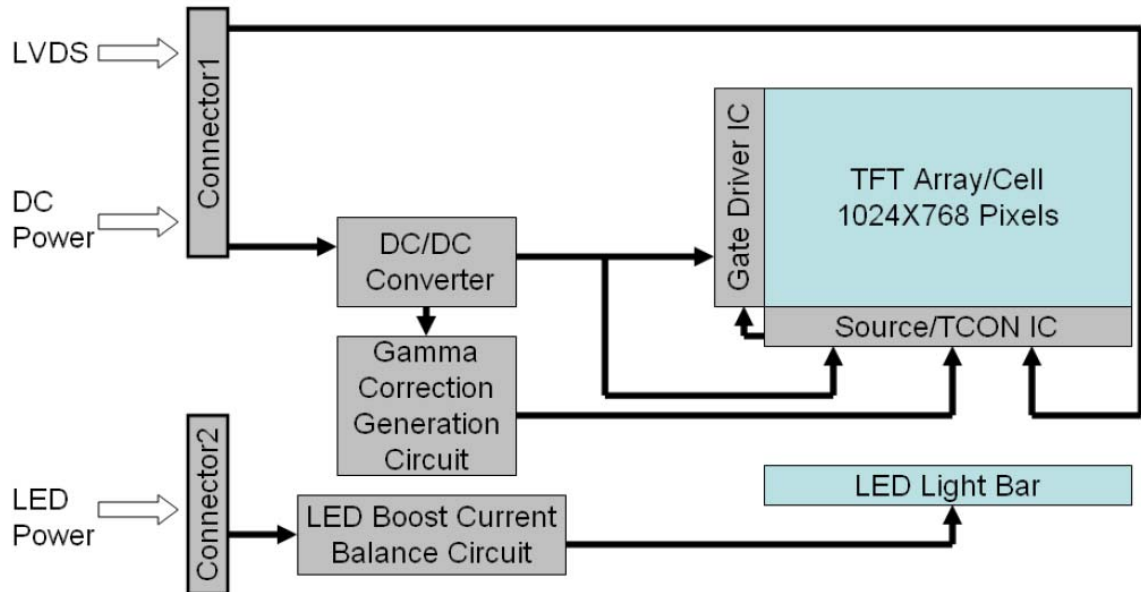 LVDS
DC
Power
Connector1
DC/DC
Converter
Gate Driver IC
TFT Array/Cell
1024X768 Pixels
Source/TCON IC
Gamma
Correction
Generation
Circuit
LED
Power
Connector2
LED Boost Current
Balance Circuit
LED Light Bar